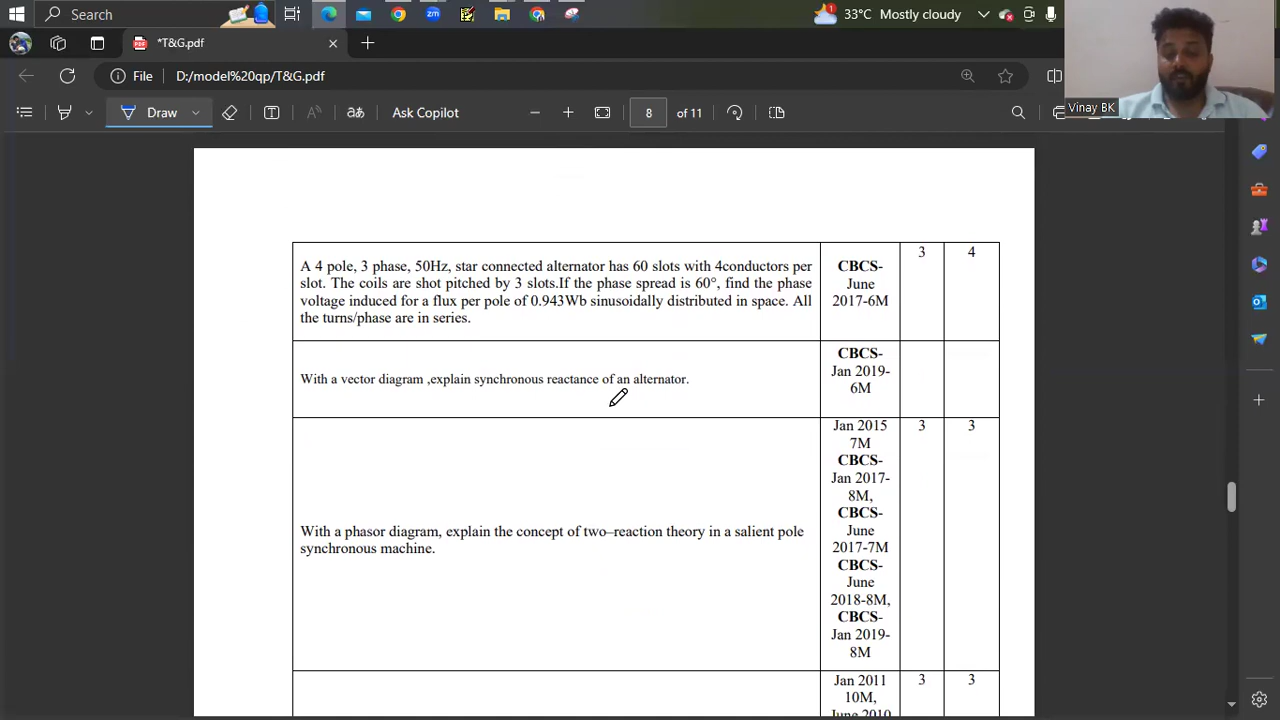 Search
33°C Mostly cloudy
*T&G.pdf
File D:/model%20qp/T&G.pdf
Vinay BK
Draw
aあ
Ask Copilot
8 of 11
A 4 pole, 3 phase, 50Hz, star connected alternator has 60 slots with 4conductors per
slot. The coils are shot pitched by 3 slots.If the phase spread is 60°, find the phase
voltage induced for a flux per pole of 0.943Wb sinusoidally distributed in space. All
the turns/phase are in series.
CBCS-
June
2017-6M
3
4
With a vector diagram ,explain synchronous reactance of an alternator.
CBCS-
Jan 2019-
6M
With a phasor diagram, explain the concept of two–reaction theory in a salient pole
synchronous machine.
Jan 2015
7M
CBCS-
Jan 2017-
8M,
CBCS-
June
2017-7M
CBCS-
June
2018-8M,
CBCS-
Jan 2019-
8M
3
3
Jan 2011
10M,
June 2010
3
3